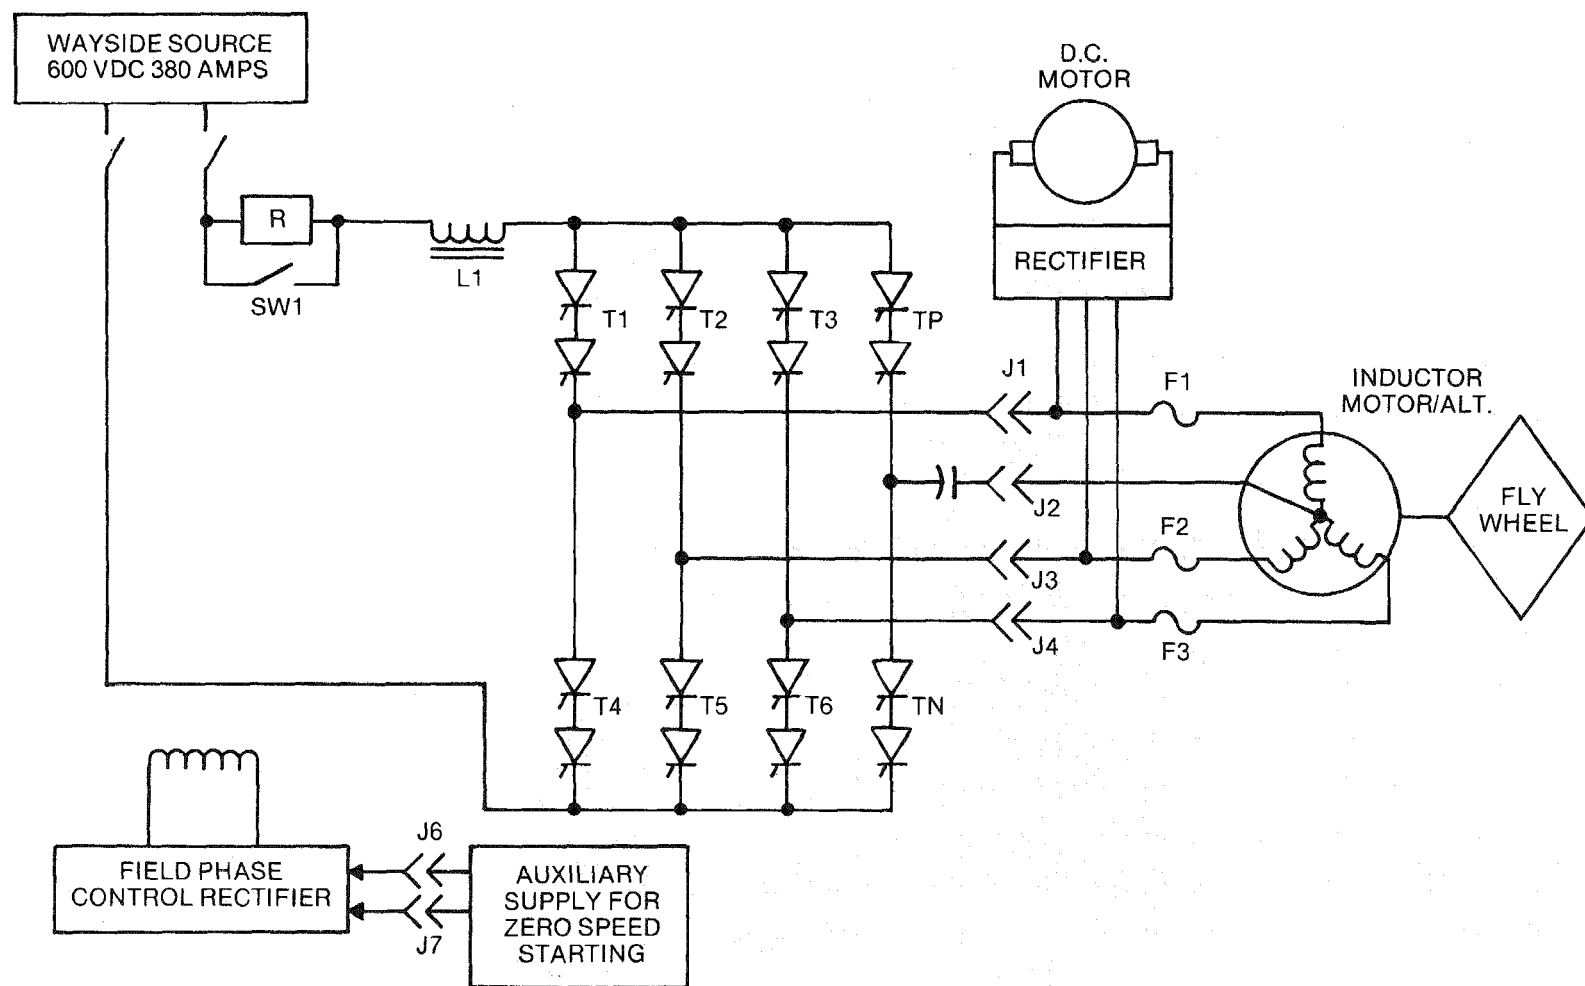 WAYSIDE SOURCE
600 VDC 380 AMPS
D.C.
MOTOR
R
SW1
L1
RECTIFIER
T1
T2
T3
TP
J1
F1
INDUCTOR
MOTOR/ALT.
J2
FLY
WHEEL
F2
J3
J4
F3
T4
T5
T6
TN
J6
FIELD PHASE
CONTROL RECTIFIER
J7
AUXILIARY
SUPPLY FOR
ZERO SPEED
STARTING